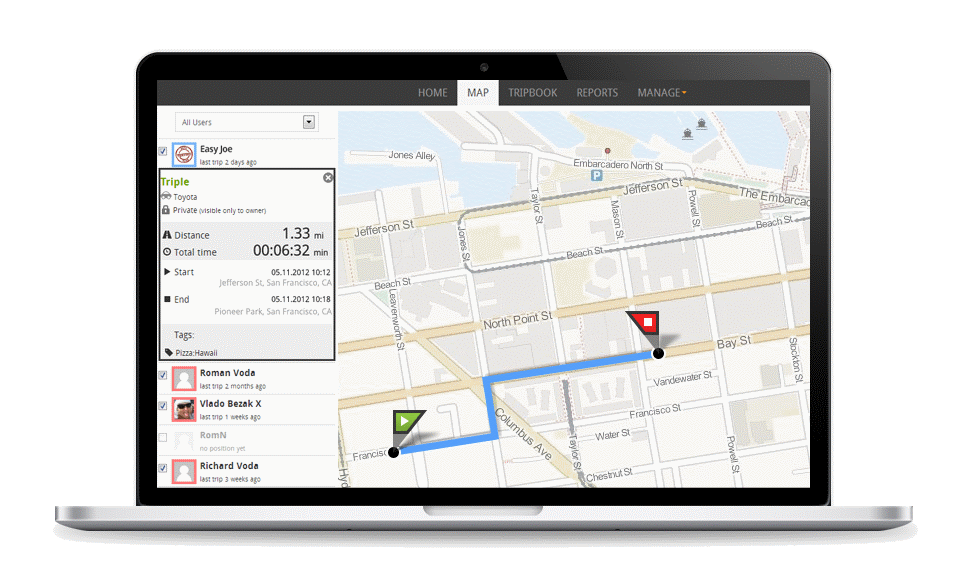 HOME MAP TRIPBOOK REPORTS MANAGE
All Users
Easy Joe
last trip 2 days ago
Triple
Toyota
Private (visible only to owner)
Distance 1.33 mi
Total time 00:06:32 min
Start 05.11.2012 10:12
Jefferson St, San Francisco, CA
End 05.11.2012 10:18
Pioneer Park, San Francisco, CA
Tags:
Pizza:Hawaii
Roman Voda
last trip 2 months ago
Vlado Bezak X
last trip 1 weeks ago
RomN
no position yet
Richard Voda
last trip 3 weeks ago
Jones Alley
Embarcadero North St
P
Jefferson St
The Embarcad
Taylor St
Mason St
Powell St
Jefferson St
Jones St
Beach St
Beach St
Beach St
Leavenworth St
North Point St
Bay St
Stockton St
Vandewater St
Francisco St
Columbus Ave
Water St
Francisc
Taylor St
Chestnut St
Powell St
Hyd